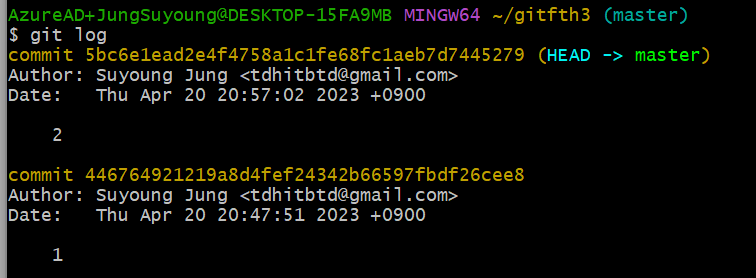 AzureAD+JungSuyoung@DESKTOP-15FA9MB MINGW64 ~/gitfth3 (master)
$ git log
commit 5bc6e1ead2e4f4758a1c1fe68fc1aeb7d7445279 (HEAD -> master)
Author: Suyoung Jung <tdhitbtd@gmail.com>
Date:   Thu Apr 20 20:57:02 2023 +0900
2
commit 446764921219a8d4fef24342b66597fbdf26cee8
Author: Suyoung Jung <tdhitbtd@gmail.com>
Date:   Thu Apr 20 20:47:51 2023 +0900
1